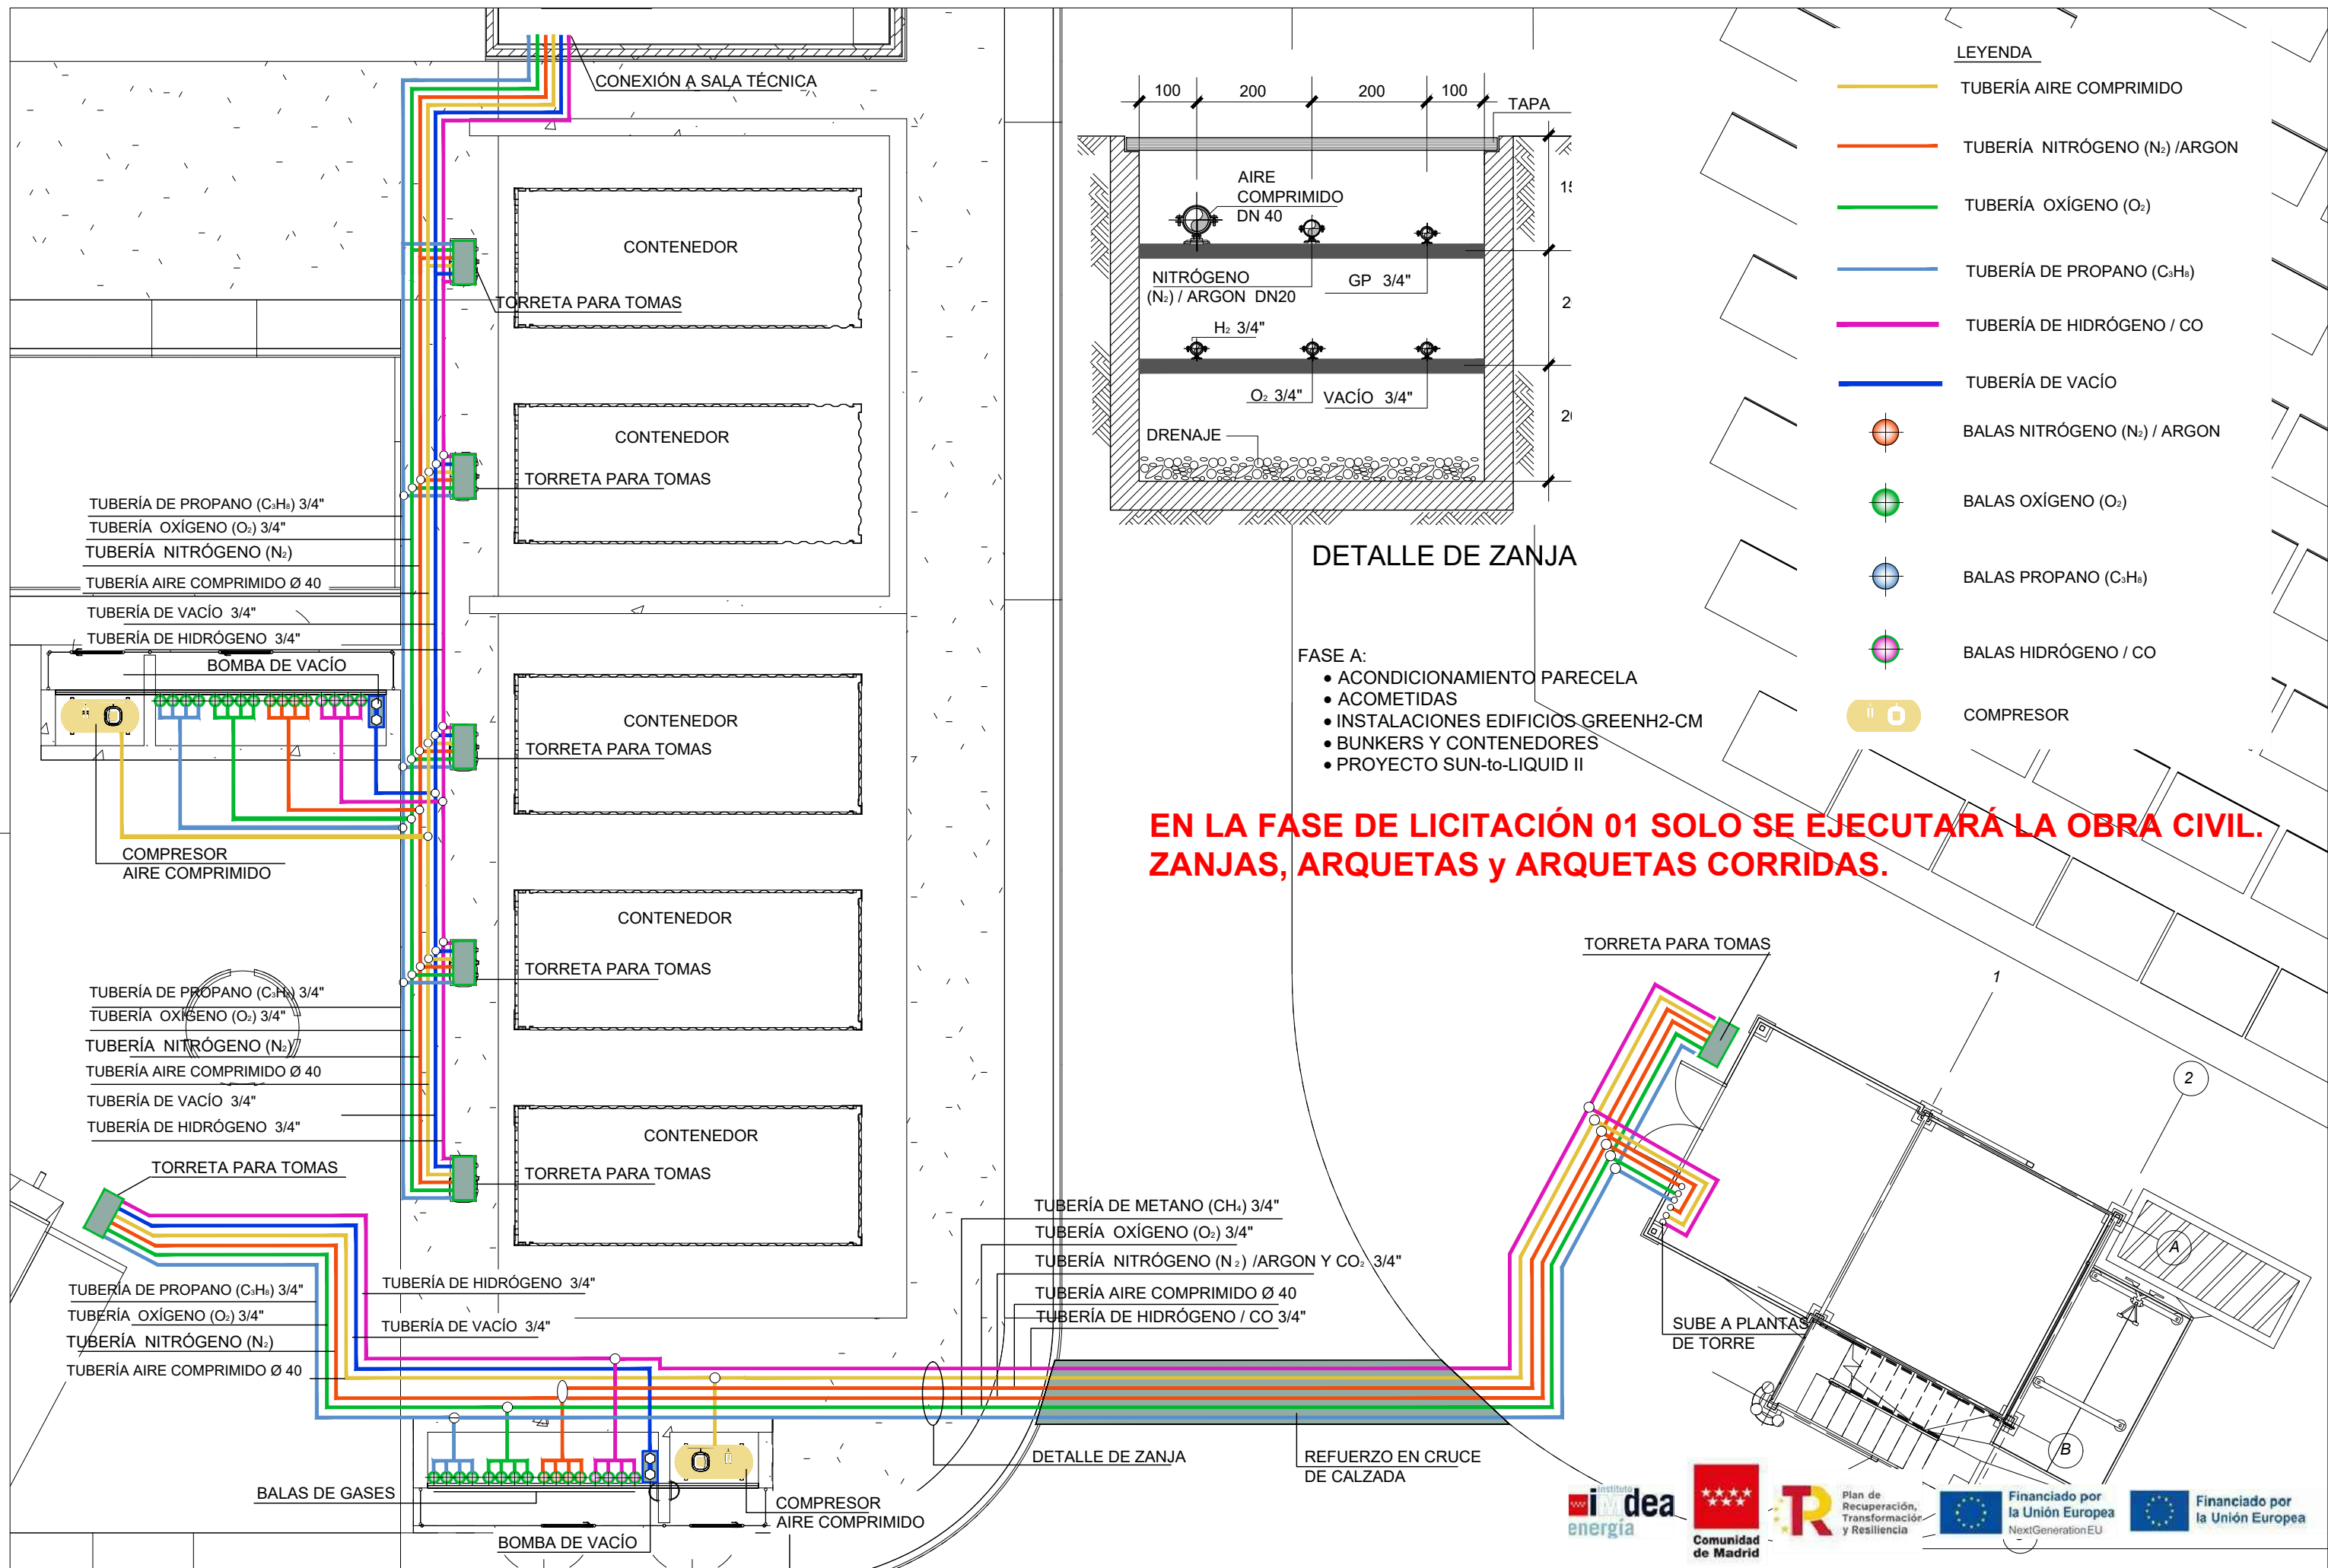 CONEXIÓN A SALA TÉCNICA
CONTENEDOR
TORRETA PARA TOMAS
CONTENEDOR
TORRETA PARA TOMAS
TUBERÍA DE PROPANO (C₃H₈) 3/4"
TUBERÍA OXÍGENO (O₂) 3/4"
TUBERÍA NITRÓGENO (N₂)
TUBERÍA AIRE COMPRIMIDO Ø 40
TUBERÍA DE VACÍO 3/4"
TUBERÍA DE HIDRÓGENO 3/4"
BOMBA DE VACÍO
CONTENEDOR
TORRETA PARA TOMAS
COMPRESOR
AIRE COMPRIMIDO
CONTENEDOR
TORRETA PARA TOMAS
TUBERÍA DE PROPANO (C₃H₈) 3/4"
TUBERÍA OXÍGENO (O₂) 3/4"
TUBERÍA NITRÓGENO (N₂)
TUBERÍA AIRE COMPRIMIDO Ø 40
TUBERÍA DE VACÍO 3/4"
TUBERÍA DE HIDRÓGENO 3/4"
CONTENEDOR
TORRETA PARA TOMAS
TORRETA PARA TOMAS
TUBERÍA DE PROPANO (C₃H₈) 3/4"
TUBERÍA OXÍGENO (O₂) 3/4"
TUBERÍA NITRÓGENO (N₂)
TUBERÍA AIRE COMPRIMIDO Ø 40
TUBERÍA DE HIDRÓGENO 3/4"
TUBERÍA DE VACÍO 3/4"
BALAS DE GASES
BOMBA DE VACÍO
COMPRESOR
AIRE COMPRIMIDO
TUBERÍA DE METANO (CH₄) 3/4"
TUBERÍA OXÍGENO (O₂) 3/4"
TUBERÍA NITRÓGENO (N₂) /ARGON Y CO₂ 3/4"
TUBERÍA AIRE COMPRIMIDO Ø 40
TUBERÍA DE HIDRÓGENO / CO 3/4"
DETALLE DE ZANJA
REFUERZO EN CRUCE
DE CALZADA
100 200 200 100
TAPA
AIRE
COMPRIMIDO
DN 40
NITRÓGENO
(N₂) / ARGON DN20
GP 3/4"
H₂ 3/4"
O₂ 3/4"
VACÍO 3/4"
DRENAJE
DETALLE DE ZANJA
FASE A:
• ACONDICIONAMIENTO PARECELA
• ACOMETIDAS
• INSTALACIONES EDIFICIOS GREENH2-CM
• BUNKERS Y CONTENEDORES
• PROYECTO SUN-to-LIQUID II
EN LA FASE DE LICITACIÓN 01 SOLO SE EJECUTARÁ LA OBRA CIVIL.
ZANJAS, ARQUETAS y ARQUETAS CORRIDAS.
LEYENDA
TUBERÍA AIRE COMPRIMIDO
TUBERÍA NITRÓGENO (N₂) /ARGON
TUBERÍA OXÍGENO (O₂)
TUBERÍA DE PROPANO (C₃H₈)
TUBERÍA DE HIDRÓGENO / CO
TUBERÍA DE VACÍO
BALAS NITRÓGENO (N₂) / ARGON
BALAS OXÍGENO (O₂)
BALAS PROPANO (C₃H₈)
BALAS HIDRÓGENO / CO
COMPRESOR
TORRETA PARA TOMAS
1
2
A
B
SUBE A PLANTAS
DE TORRE
instituto
imdea
energía
Comunidad
de Madrid
Plan de
Recuperación,
Transformación
y Resiliencia
Financiado por
la Unión Europea
NextGenerationEU
Financiado por
la Unión Europea